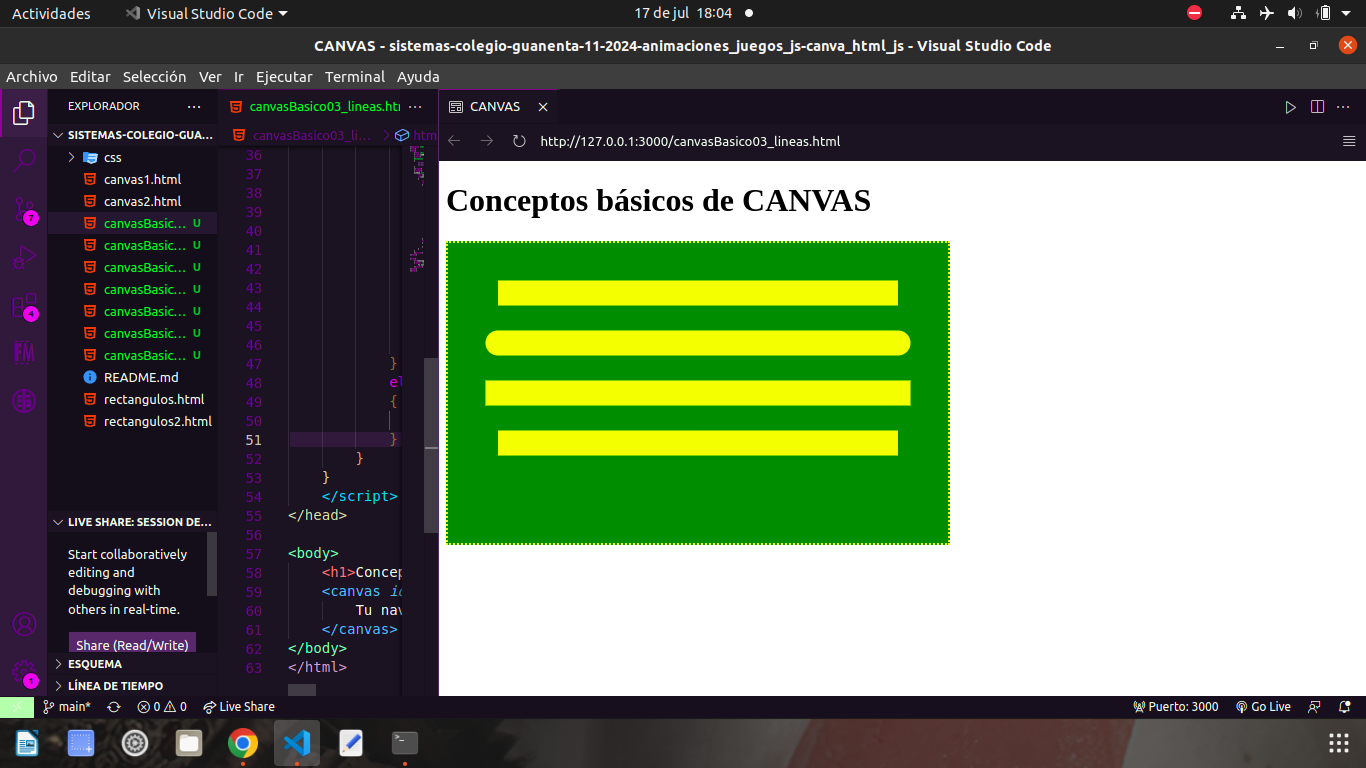 Actividades
Visual Studio Code
17 de jul 18:04
CANVAS - sistemas-colegio-guanenta-11-2024-animaciones_juegos_js-canva_html_js - Visual Studio Code
Archivo Editar Selección Ver Ir Ejecutar Terminal Ayuda
EXPLORADOR
SISTEMAS-COLEGIO-GUA...
css
canvas1.html
canvas2.html
canvasBasic... U
canvasBasic... U
canvasBasic... U
canvasBasic... U
canvasBasic... U
canvasBasic... U
canvasBasic... U
README.md
rectangulos.html
rectangulos2.html
7
4
FM
1
LIVE SHARE: SESSION DE...
Start collaboratively
editing and
debugging with
others in real-time.
Share (Read/Write)
ESQUEMA
LÍNEA DE TIEMPO
canvasBasico03_lineas.htm
canvasBasico03_li... > htm
36
37
38
39
40
41
42
43
44
45
46
47 }
48 el
49 {
50
51 }
52 }
53 }
54 </script>
55 </head>
56
57 <body>
58 <h1>Concep
59 <canvas i
60 Tu nav
61 </canvas>
62 </body>
63 </html>
CANVAS
http://127.0.0.1:3000/canvasBasico03_lineas.html
Conceptos básicos de CANVAS
main*
0 0
Live Share
Puerto: 3000
Go Live